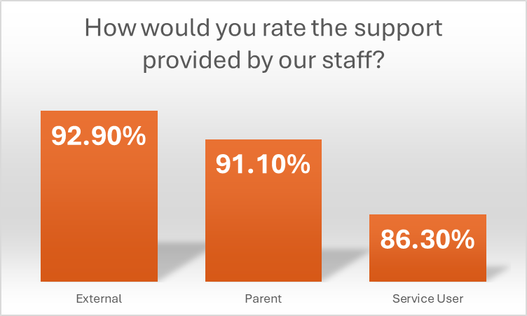 How would you rate the support
provided by our staff?
92.90%
91.10%
86.30%
External
Parent
Service User